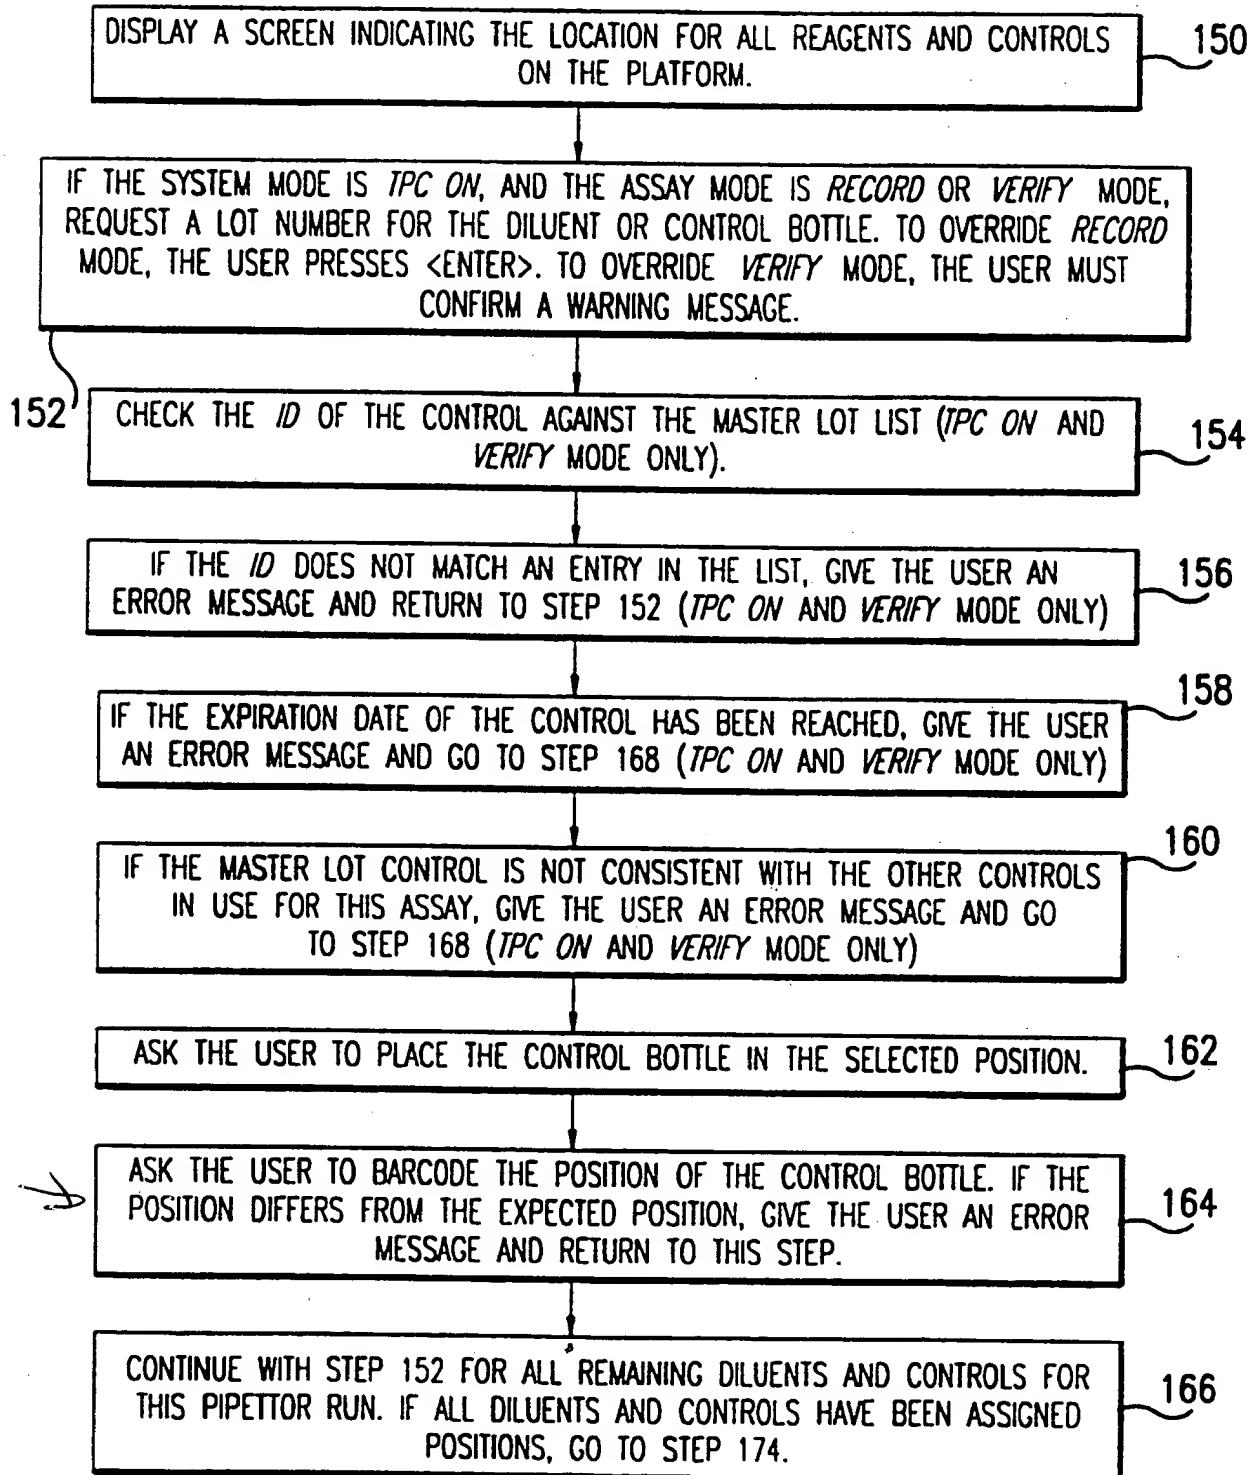 DISPLAY A SCREEN INDICATING THE LOCATION FOR ALL REAGENTS AND CONTROLS
ON THE PLATFORM.
150
IF THE SYSTEM MODE IS TPC ON, AND THE ASSAY MODE IS RECORD OR VERIFY MODE,
REQUEST A LOT NUMBER FOR THE DILUENT OR CONTROL BOTTLE. TO OVERRIDE RECORD
MODE, THE USER PRESSES <ENTER>. TO OVERRIDE VERIFY MODE, THE USER MUST
CONFIRM A WARNING MESSAGE.
152
CHECK THE ID OF THE CONTROL AGAINST THE MASTER LOT LIST (TPC ON AND
VERIFY MODE ONLY).
154
IF THE ID DOES NOT MATCH AN ENTRY IN THE LIST, GIVE THE USER AN
ERROR MESSAGE AND RETURN TO STEP 152 (TPC ON AND VERIFY MODE ONLY)
156
IF THE EXPIRATION DATE OF THE CONTROL HAS BEEN REACHED, GIVE THE USER
AN ERROR MESSAGE AND GO TO STEP 168 (TPC ON AND VERIFY MODE ONLY)
158
IF THE MASTER LOT CONTROL IS NOT CONSISTENT WITH THE OTHER CONTROLS
IN USE FOR THIS ASSAY, GIVE THE USER AN ERROR MESSAGE AND GO
TO STEP 168 (TPC ON AND VERIFY MODE ONLY)
160
ASK THE USER TO PLACE THE CONTROL BOTTLE IN THE SELECTED POSITION.
162
ASK THE USER TO BARCODE THE POSITION OF THE CONTROL BOTTLE. IF THE
POSITION DIFFERS FROM THE EXPECTED POSITION, GIVE THE USER AN ERROR
MESSAGE AND RETURN TO THIS STEP.
164
CONTINUE WITH STEP 152 FOR ALL REMAINING DILUENTS AND CONTROLS FOR
THIS PIPETTOR RUN. IF ALL DILUENTS AND CONTROLS HAVE BEEN ASSIGNED
POSITIONS, GO TO STEP 174.
166